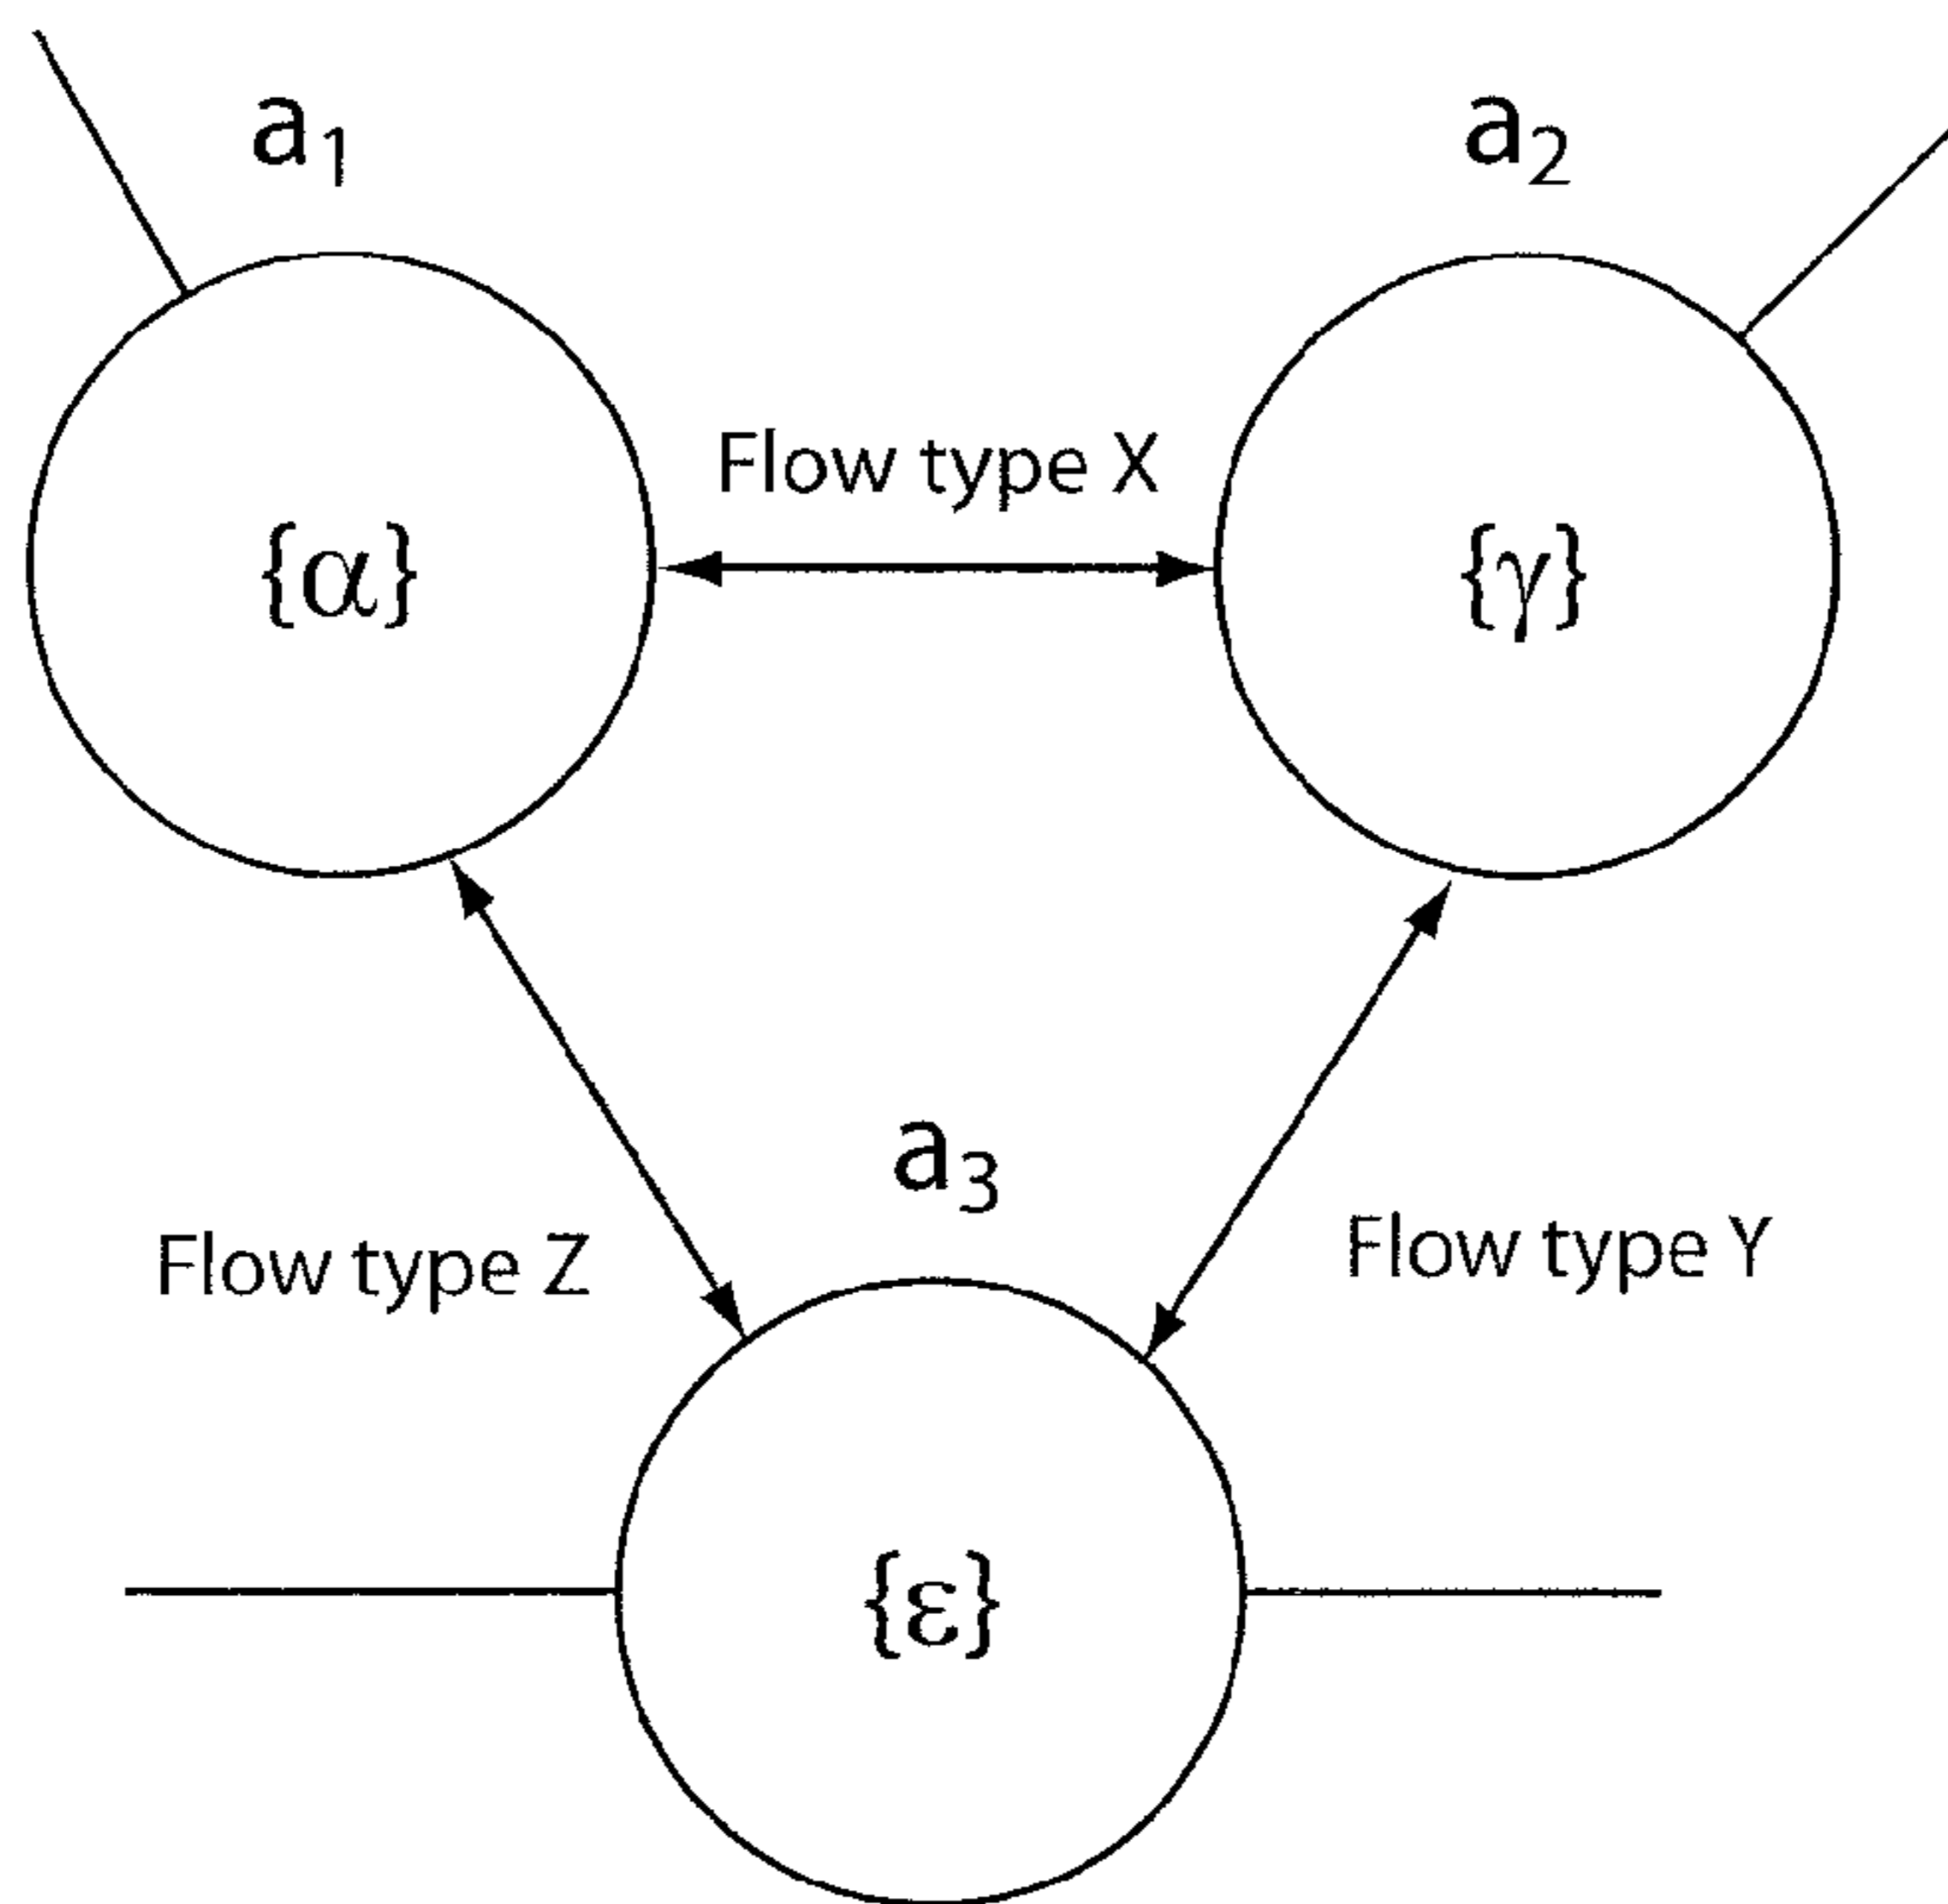 a₁
a₂
Flow type X
{α}
{γ}
a₃
Flow type Z
Flow type Y
{ε}